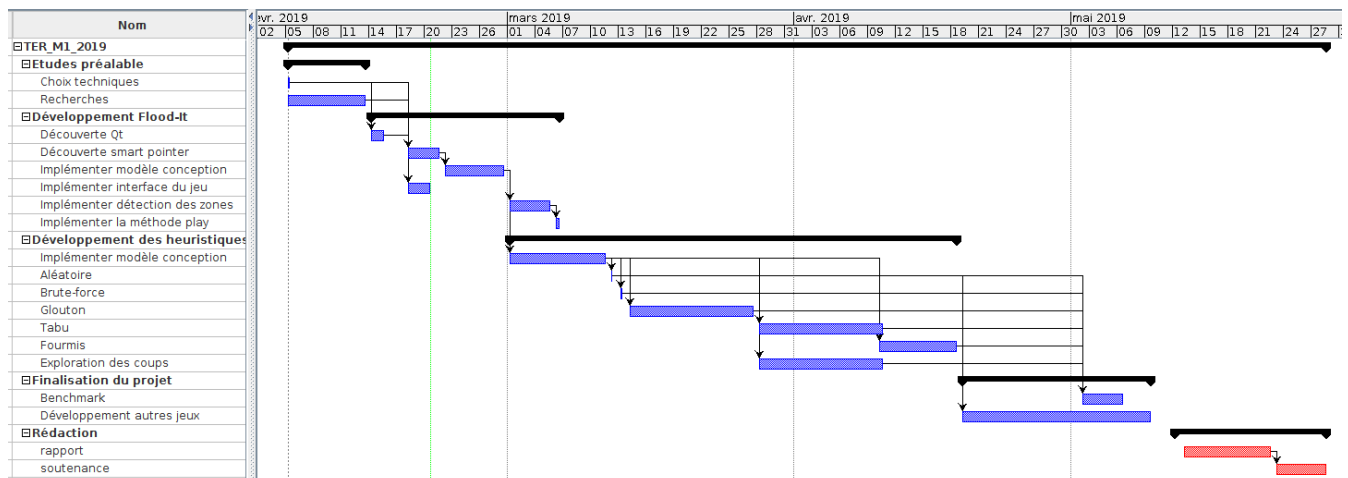 Nom
évr. 2019 mars 2019 avr. 2019 mai 2019
02 05 08 11 14 17 20 23 26 01 04 07 10 13 16 19 22 25 28 31 03 06 09 12 15 18 21 24 27 30 03 06 09 12 15 18 21 24 27
TER_M1_2019
Etudes préalable
Choix techniques
Recherches
Développement Flood-It
Découverte Qt
Découverte smart pointer
Implémenter modèle conception
Implémenter interface du jeu
Implémenter détection des zones
Implémenter la méthode play
Développement des heuristiques
Implémenter modèle conception
Aléatoire
Brute-force
Glouton
Tabu
Fourmis
Exploration des coups
Finalisation du projet
Benchmark
Développement autres jeux
Rédaction
rapport
soutenance